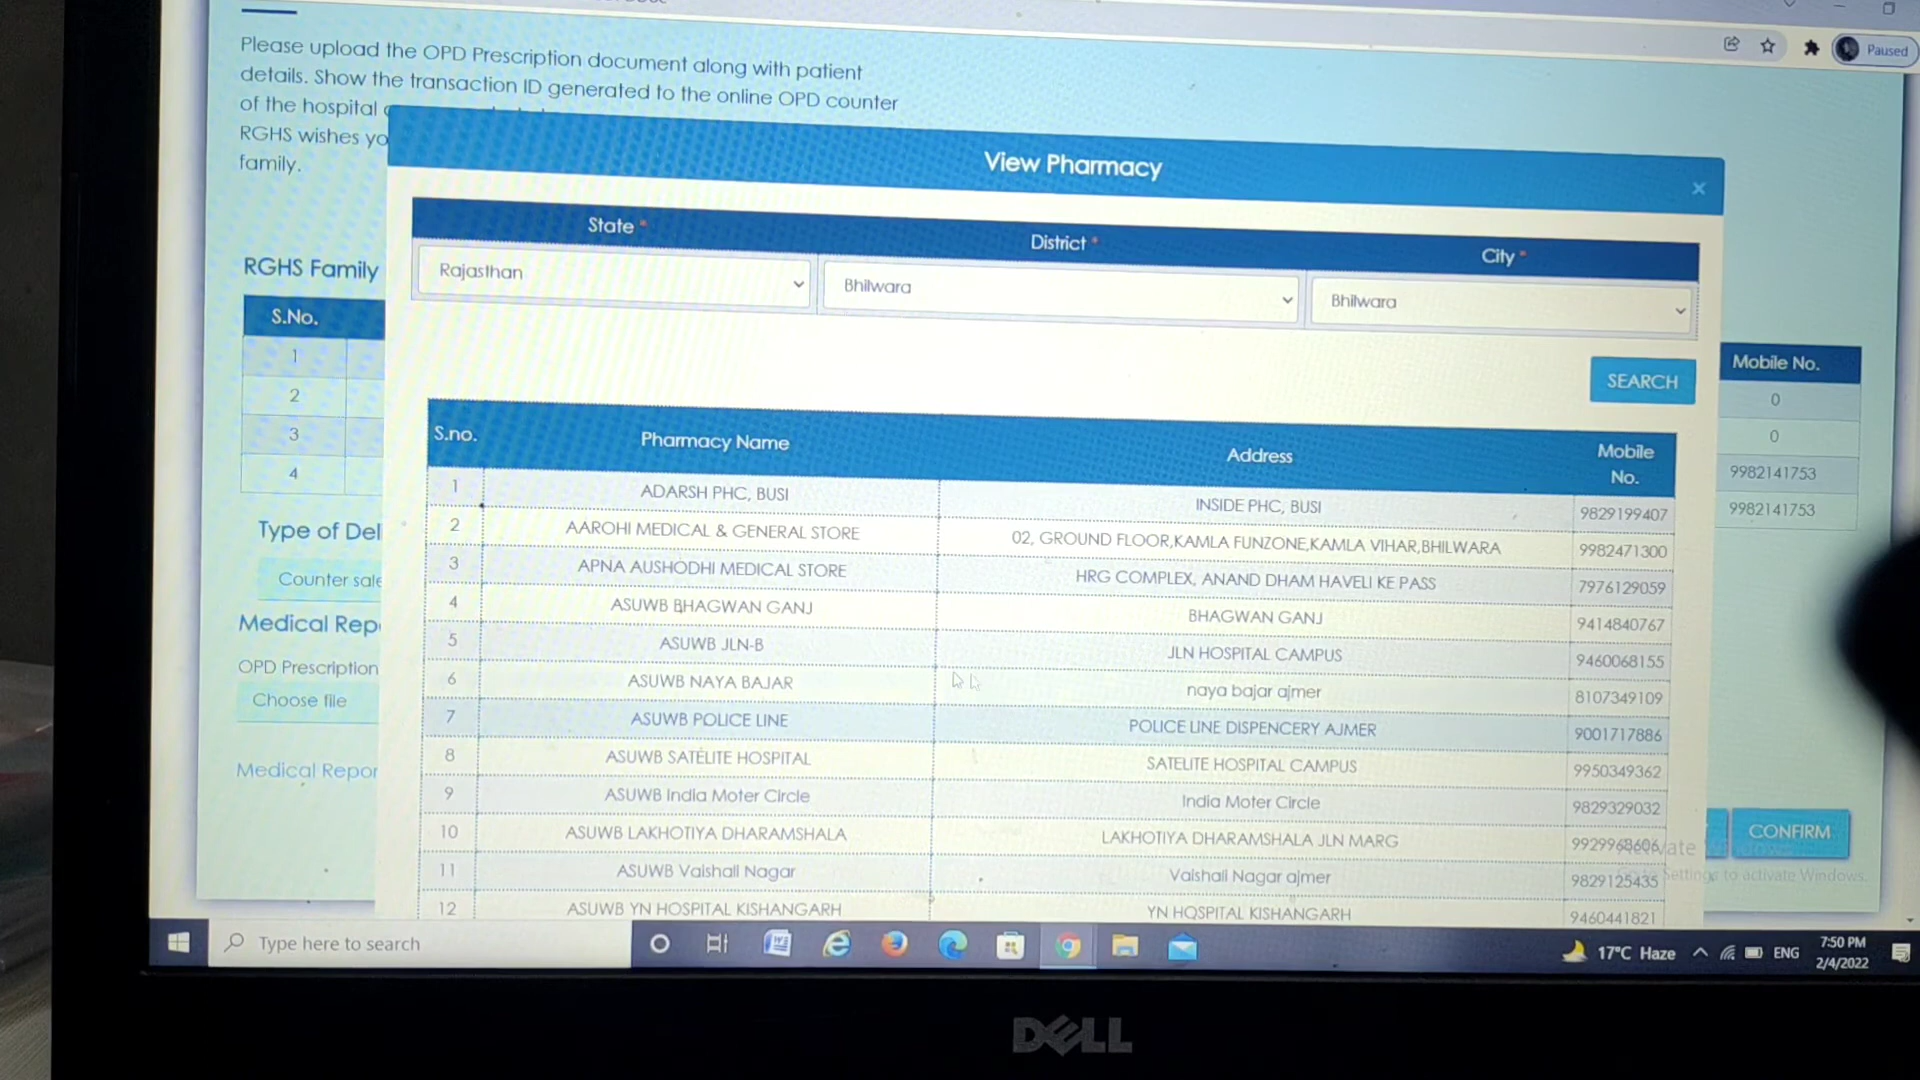 Paused
Please upload the OPD Prescription document along with patient
details. Show the transaction ID generated to the online OPD counter
of the hospital
RGHS wishes yo
family.
View Pharmacy
×
State * District * City *
Rajasthan Bhilwara Bhilwara
SEARCH
RGHS Family
S.No. Mobile No.
1 0
2 0
3 9982141753
4 9982141753
S.no. Pharmacy Name Address Mobile No.
1 ADARSH PHC, BUSI INSIDE PHC, BUSI 9829199407
2 AAROHI MEDICAL & GENERAL STORE 02, GROUND FLOOR,KAMLA FUNZONE,KAMLA VIHAR,BHILWARA 9982471300
3 APNA AUSHODHI MEDICAL STORE HRG COMPLEX, ANAND DHAM HAVELI KE PASS 7976129059
4 ASUWB BHAGWAN GANJ BHAGWAN GANJ 9414840767
5 ASUWB JLN-B JLN HOSPITAL CAMPUS 9460068155
6 ASUWB NAYA BAJAR naya bajar ajmer 8107349109
7 ASUWB POLICE LINE POLICE LINE DISPENCERY AJMER 9001717886
8 ASUWB SATELITE HOSPITAL SATELITE HOSPITAL CAMPUS 9950349362
9 ASUWB India Moter Circle India Moter Circle 9829329032
10 ASUWB LAKHOTIYA DHARAMSHALA LAKHOTIYA DHARAMSHALA JLN MARG 9929968606
11 ASUWB Vaishali Nagar Vaishali Nagar ajmer 9829125435
12 ASUWB YN HOSPITAL KISHANGARH YN HOSPITAL KISHANGARH 9460441821
Type of Del
Counter sale
Medical Rep
OPD Prescription
Choose file
Medical Repor
CONFIRM
Settings to activate Windows.
Type here to search
17°C Haze
ENG
7:50 PM
2/4/2022
DELL